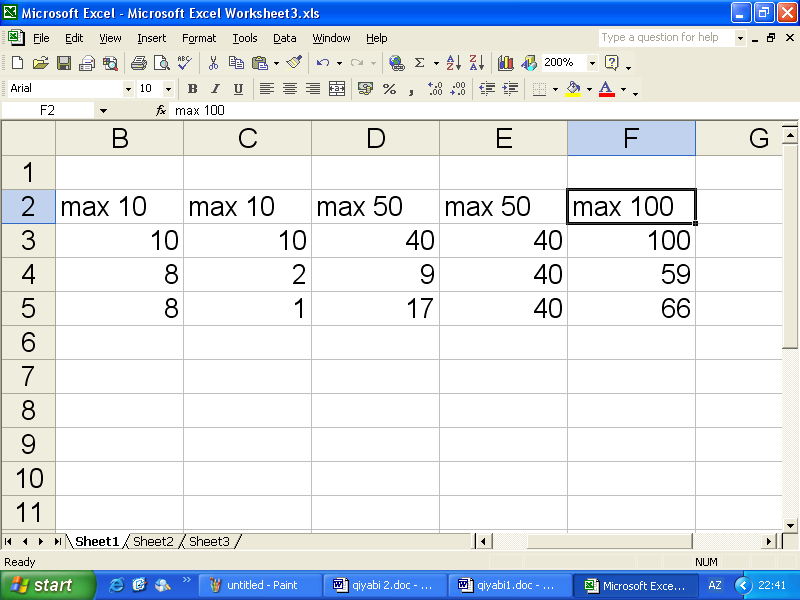 Microsoft Excel - Microsoft Excel Worksheet3.xls
File Edit View Insert Format Tools Data Window Help Type a question for help
200%
Arial 10 B I U
F2 fx max 100
B C D E F G
1
2 max 10 max 10 max 50 max 50 max 100
3 10 10 40 40 100
4 8 2 9 40 59
5 8 1 17 40 66
6
7
8
9
10
11
Sheet1 Sheet2 Sheet3
Ready NUM
start untitled - Paint qiyabi 2.doc - ... qiyabi1.doc - ... Microsoft Exce... AZ 22:41